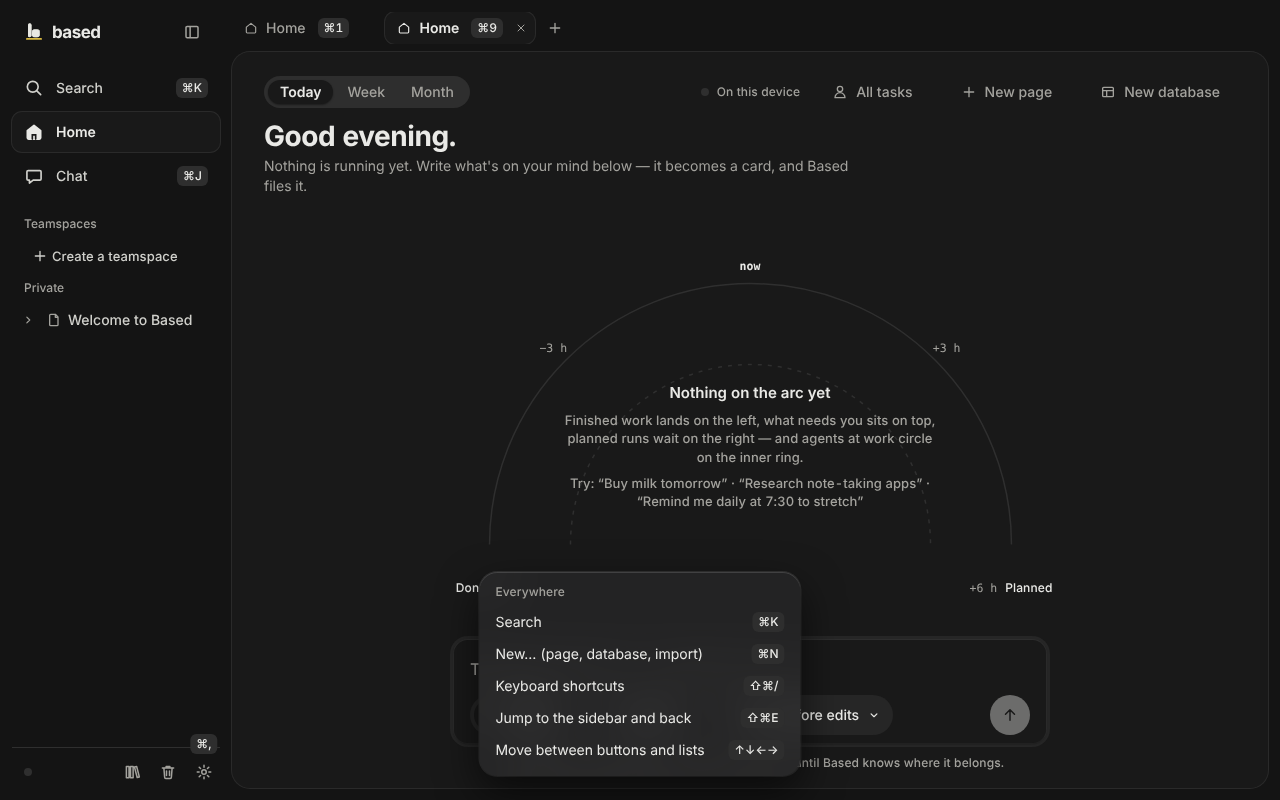 based
Home ⌘1
Home ⌘9
Search ⌘K
Home
Chat ⌘J
Teamspaces
Create a teamspace
Private
Welcome to Based
⌘,
Today Week Month
On this device
All tasks
New page
New database
Good evening.
Nothing is running yet. Write what's on your mind below — it becomes a card, and Based
files it.
now
−3 h
+3 h
Nothing on the arc yet
Finished work lands on the left, what needs you sits on top,
planned runs wait on the right — and agents at work circle
on the inner ring.
Try: “Buy milk tomorrow” · “Research note-taking apps” ·
“Remind me daily at 7:30 to stretch”
+6 h Planned
Everywhere
Search ⌘K
New... (page, database, import) ⌘N
Keyboard shortcuts ⇧⌘/
Jump to the sidebar and back ⇧⌘E
Move between buttons and lists ↑↓←→
edits
Based knows where it belongs.